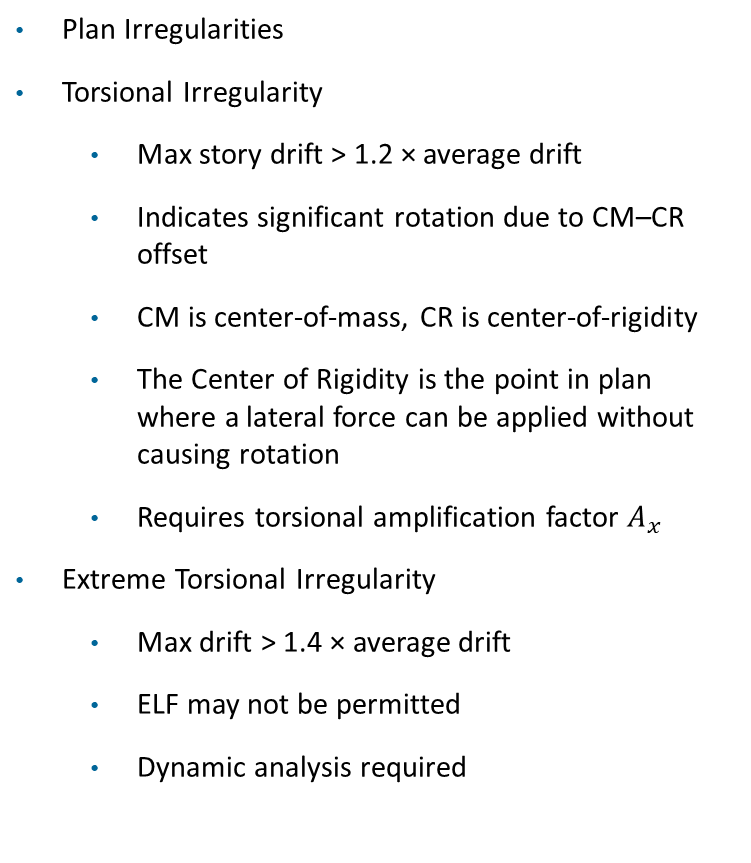 • Plan Irregularities
• Torsional Irregularity
• Max story drift > 1.2 × average drift
• Indicates significant rotation due to CM–CR
offset
• CM is center-of-mass, CR is center-of-rigidity
• The Center of Rigidity is the point in plan
where a lateral force can be applied without
causing rotation
• Requires torsional amplification factor 𝐴ₓ
• Extreme Torsional Irregularity
• Max drift > 1.4 × average drift
• ELF may not be permitted
• Dynamic analysis required